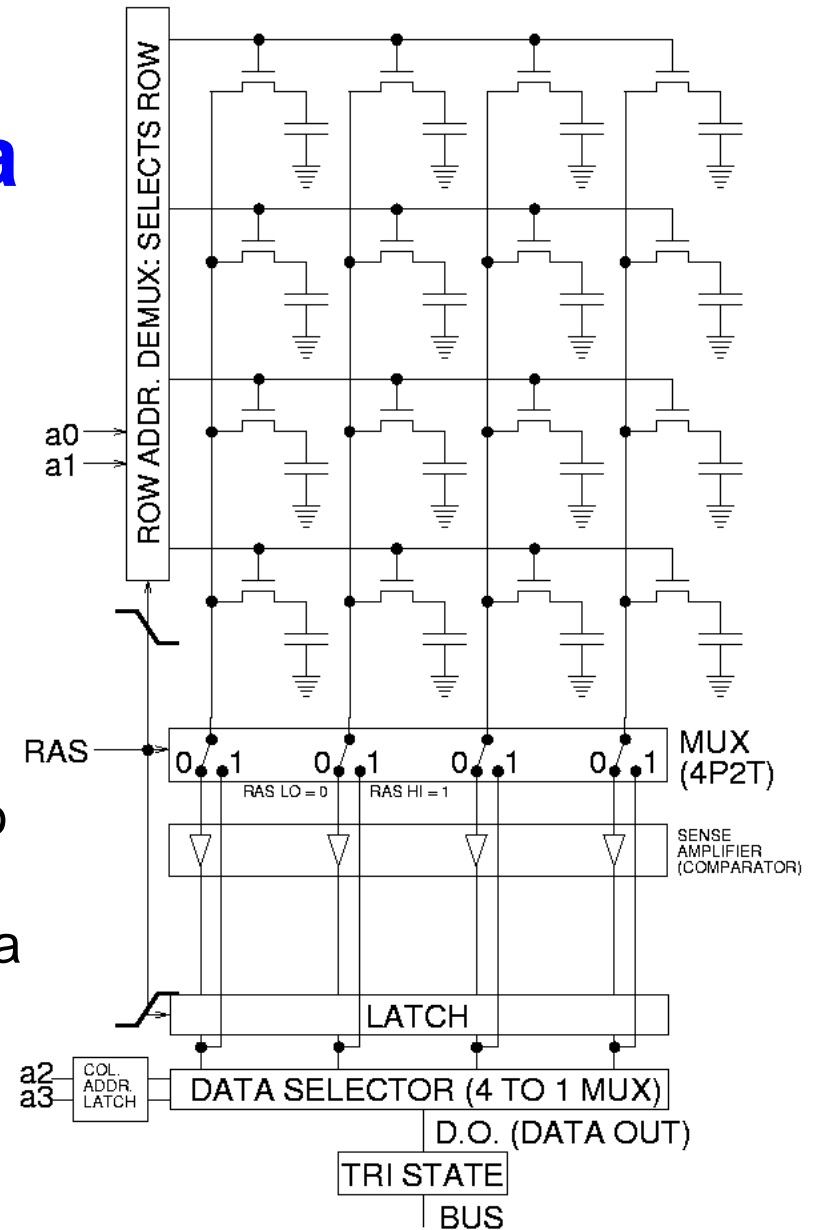 a
ROW ADDR. DEMUX: SELECTS ROW
a0
a1
RAS
0 1 0 1 0 1 0 1
MUX
(4P2T)
RAS LO = 0 RAS HI = 1
o
SENSE
AMPLIFIER
(COMPARATOR)
a
LATCH
a2
a3
COL.
ADDR.
LATCH
DATA SELECTOR (4 TO 1 MUX)
D.O. (DATA OUT)
TRI STATE
BUS